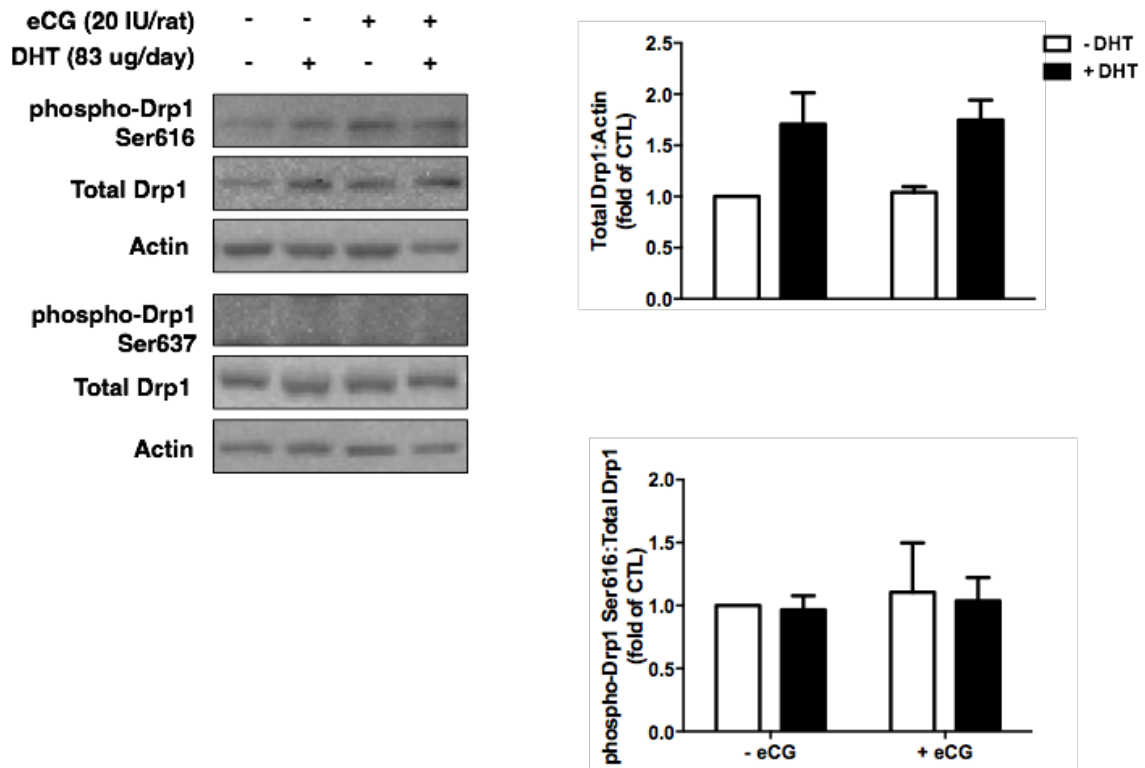 eCG (20 IU/rat) - - + +
DHT (83 ug/day) - + - +
phospho-Drp1
Ser616
Total Drp1
Actin
phospho-Drp1
Ser637
Total Drp1
Actin
Total Drp1:Actin
(fold of CTL)
2.5
2.0
1.5
1.0
0.5
0.0
- DHT
+ DHT
phospho-Drp1 Ser616:Total Drp1
(fold of CTL)
2.0
1.5
1.0
0.5
0.0
- eCG + eCG